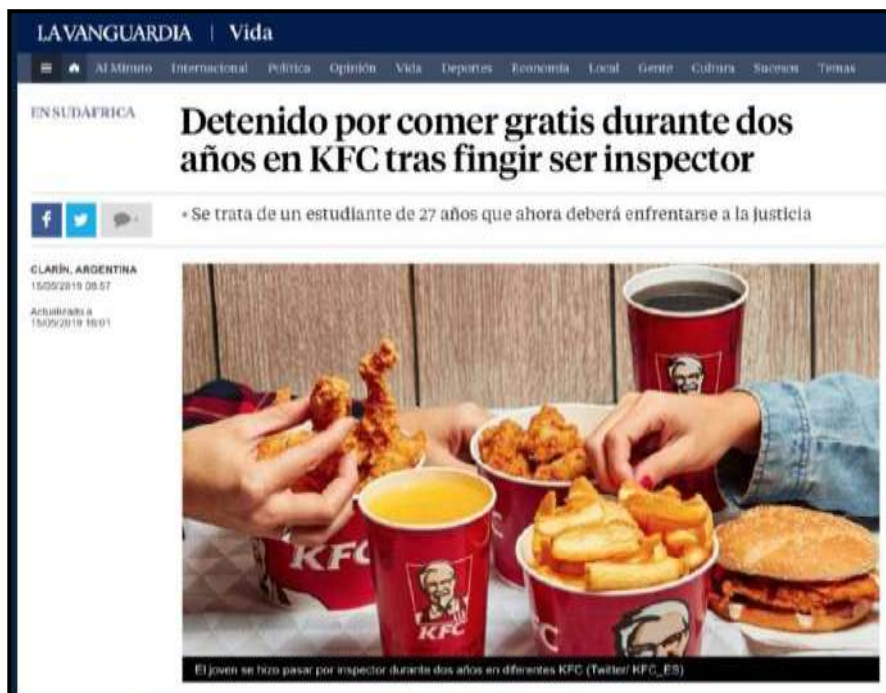 LA VANGUARDIA | Vida
Al Minuto Internacional Política Opinión Vida Deportes Economía Local Gente Cultura Sucesos Temas
EN SUDÁFRICA
Detenido por comer gratis durante dos
años en KFC tras fingir ser inspector
• Se trata de un estudiante de 27 años que ahora deberá enfrentarse a la justicia
CLARÍN, ARGENTINA
15/05/2019 08:57
Actualizado a
15/05/2019 16:01
KFC
KFC
FC
El joven se hizo pasar por inspector durante dos años en diferentes KFC (Twitter/ KFC_ES)